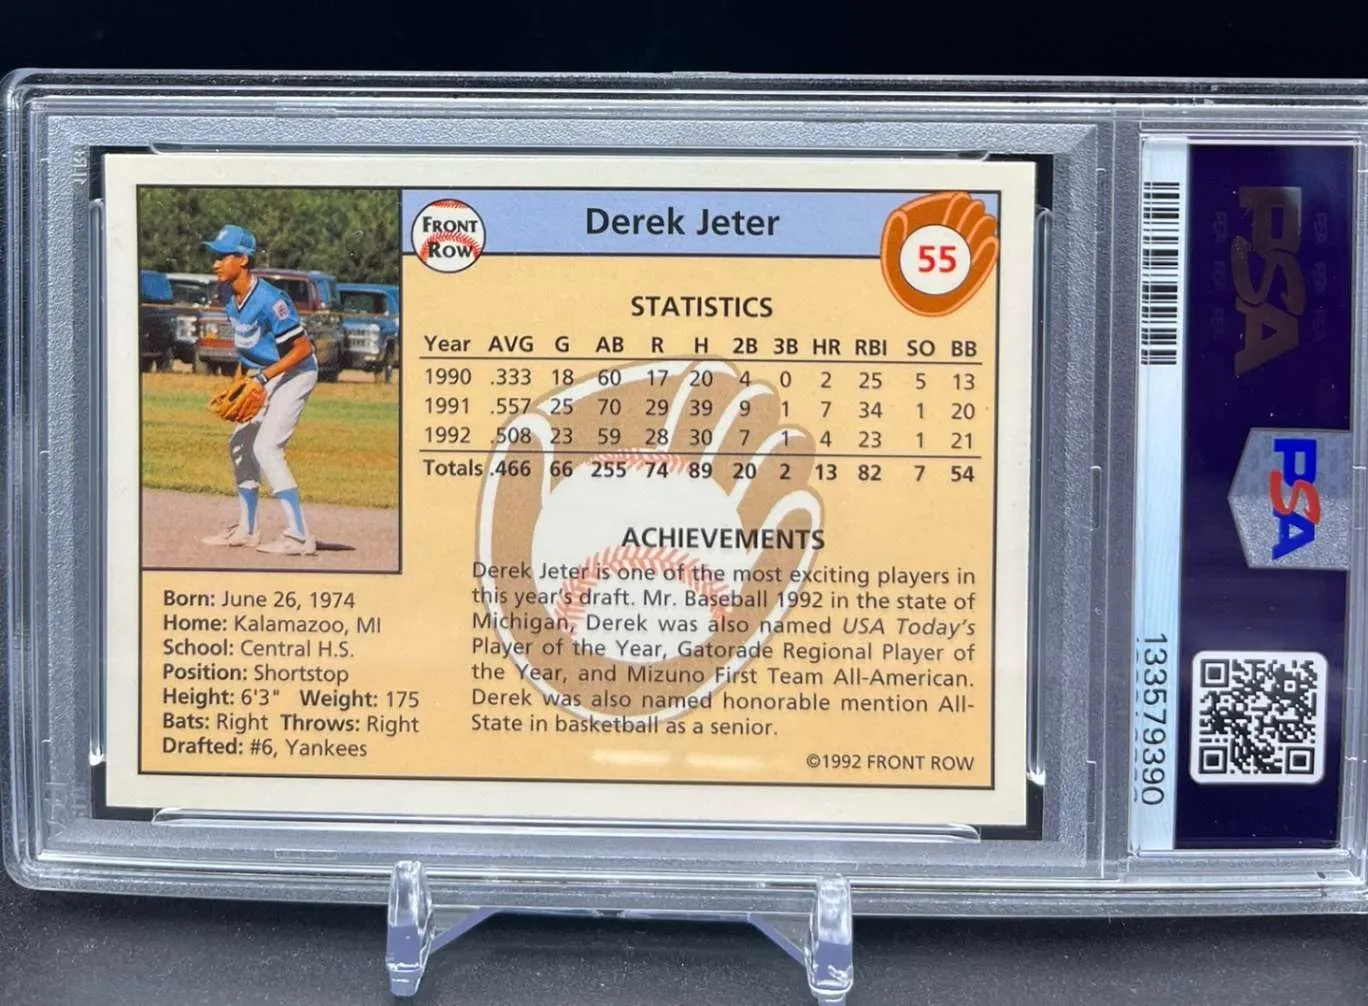 FRONT
ROW
Derek Jeter
55
STATISTICS
Year AVG G AB R H 2B 3B HR RBI SO BB
1990 .333 18 60 17 20 4 0 2 25 5 13
1991 .557 25 70 29 39 9 1 7 34 1 20
1992 .508 23 59 28 30 7 1 4 23 1 21
Totals .466 66 255 74 89 20 2 13 82 7 54
ACHIEVEMENTS
Derek Jeter is one of the most exciting players in
this year's draft. Mr. Baseball 1992 in the state of
Michigan, Derek was also named USA Today's
Player of the Year, Gatorade Regional Player of
the Year, and Mizuno First Team All-American.
Derek was also named honorable mention All-
State in basketball as a senior.
©1992 FRONT ROW
Born: June 26, 1974
Home: Kalamazoo, MI
School: Central H.S.
Position: Shortstop
Height: 6'3" Weight: 175
Bats: Right Throws: Right
Drafted: #6, Yankees
133579390
PSA
PSA